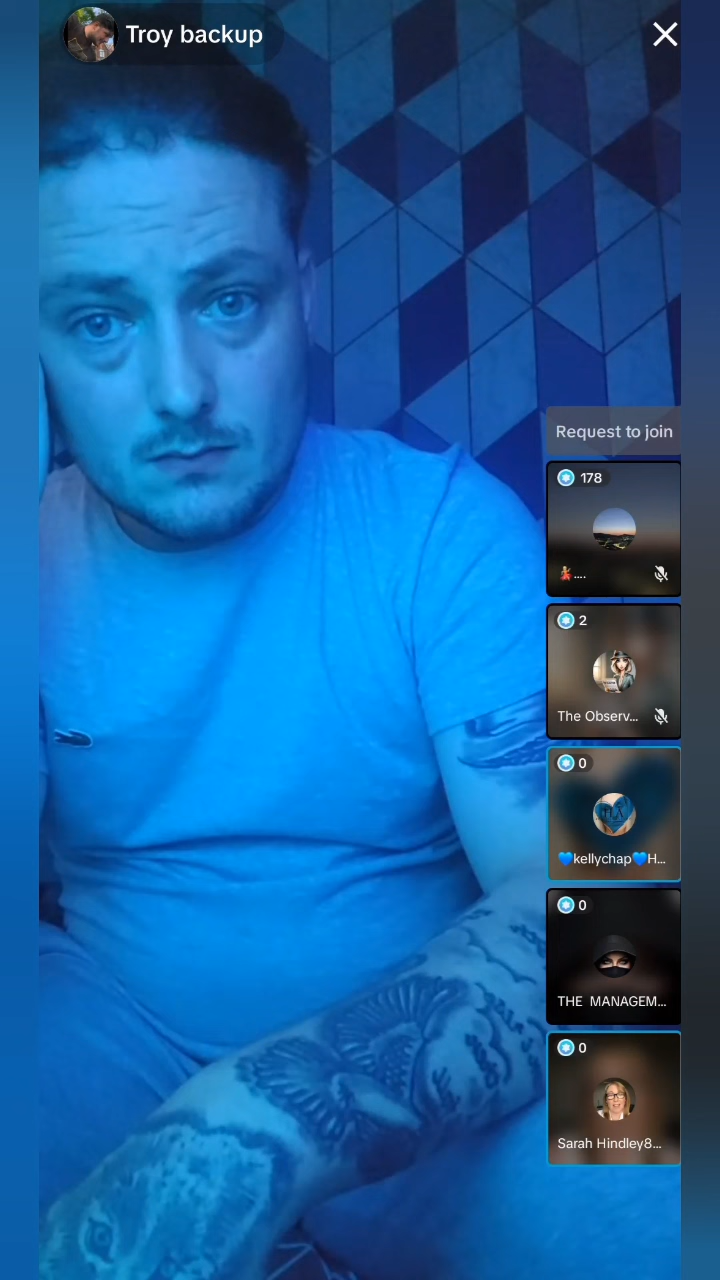 Troy backup
Request to join
178
....
2
The Observ...
0
💙kellychap💙H...
0
THE MANAGEM...
0
Sarah Hindley8...